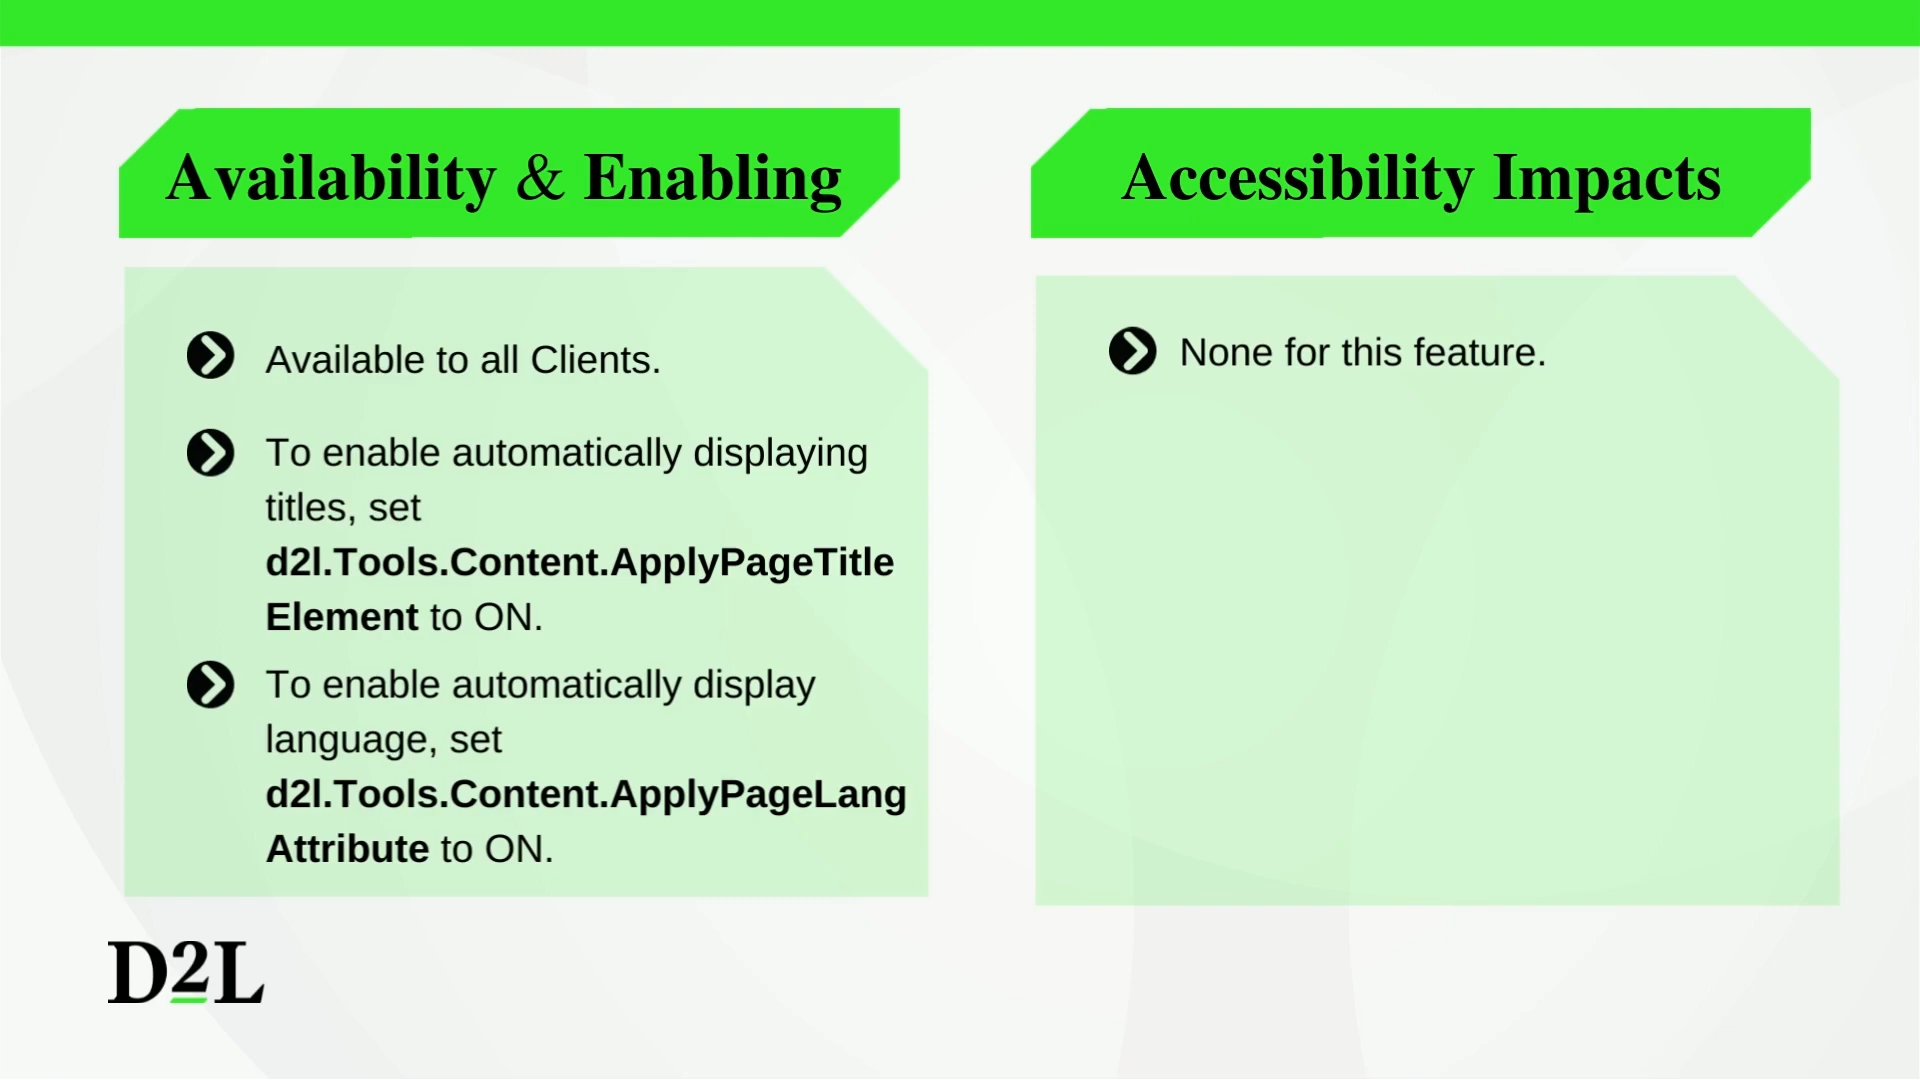 Availability & Enabling
Available to all Clients.
To enable automatically displaying
titles, set
d2l.Tools.Content.ApplyPageTitle
Element to ON.
To enable automatically display
language, set
d2l.Tools.Content.ApplyPageLang
Attribute to ON.
Accessibility Impacts
None for this feature.
D2L